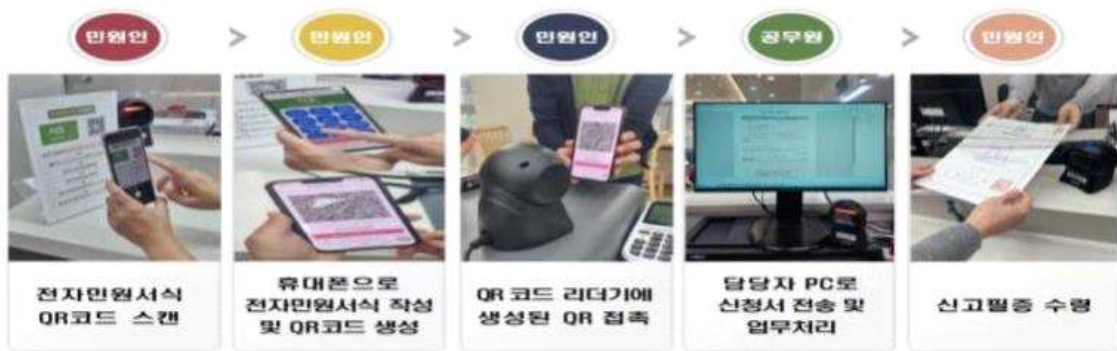 민원인 > 민원인 > 민원인 > 공무원 > 민원인
전자민원서식
QR코드 스캔
휴대폰으로
전자민원서식 작성
및 QR코드 생성
QR 코드 리더기에
생성된 QR 접촉
담당자 PC로
신청서 전송 및
업무처리
신고필증 수령